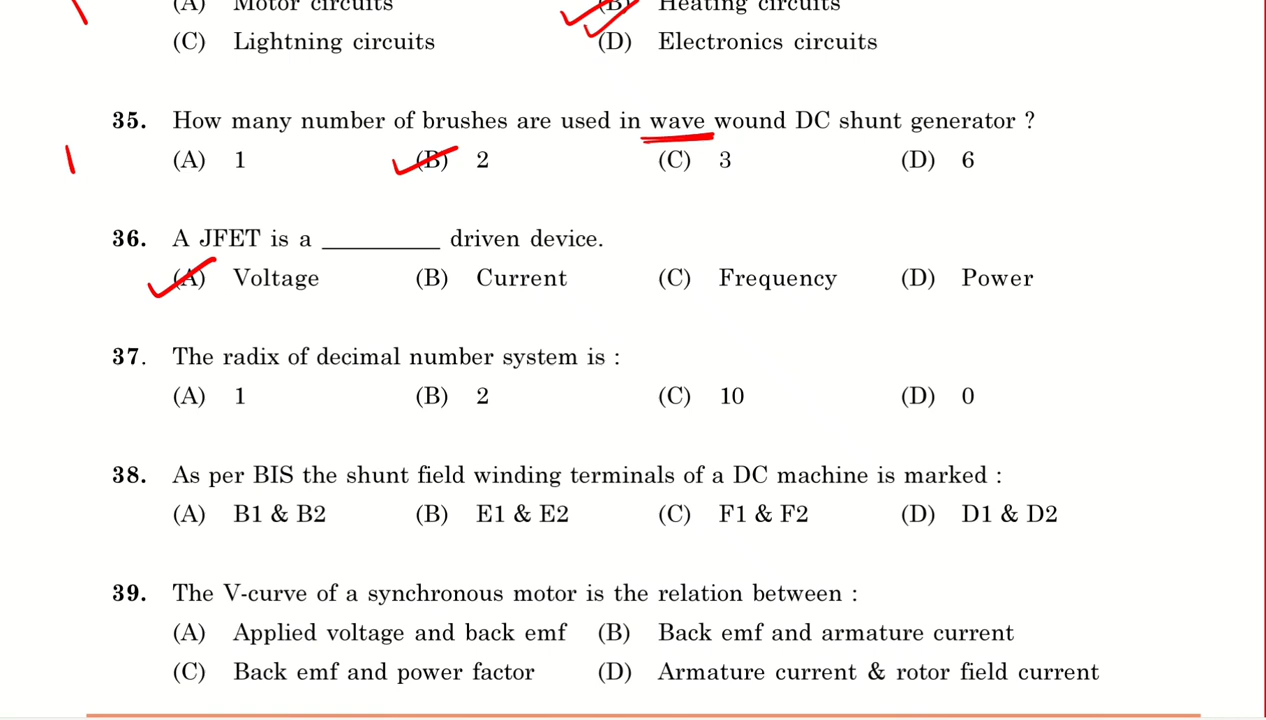 (A) Motor circuits (B) Heating circuits
(C) Lightning circuits (D) Electronics circuits
35. How many number of brushes are used in wave wound DC shunt generator ?
(A) 1 (B) 2 (C) 3 (D) 6
36. A JFET is a __________ driven device.
(A) Voltage (B) Current (C) Frequency (D) Power
37. The radix of decimal number system is :
(A) 1 (B) 2 (C) 10 (D) 0
38. As per BIS the shunt field winding terminals of a DC machine is marked :
(A) B1 & B2 (B) E1 & E2 (C) F1 & F2 (D) D1 & D2
39. The V-curve of a synchronous motor is the relation between :
(A) Applied voltage and back emf (B) Back emf and armature current
(C) Back emf and power factor (D) Armature current & rotor field current